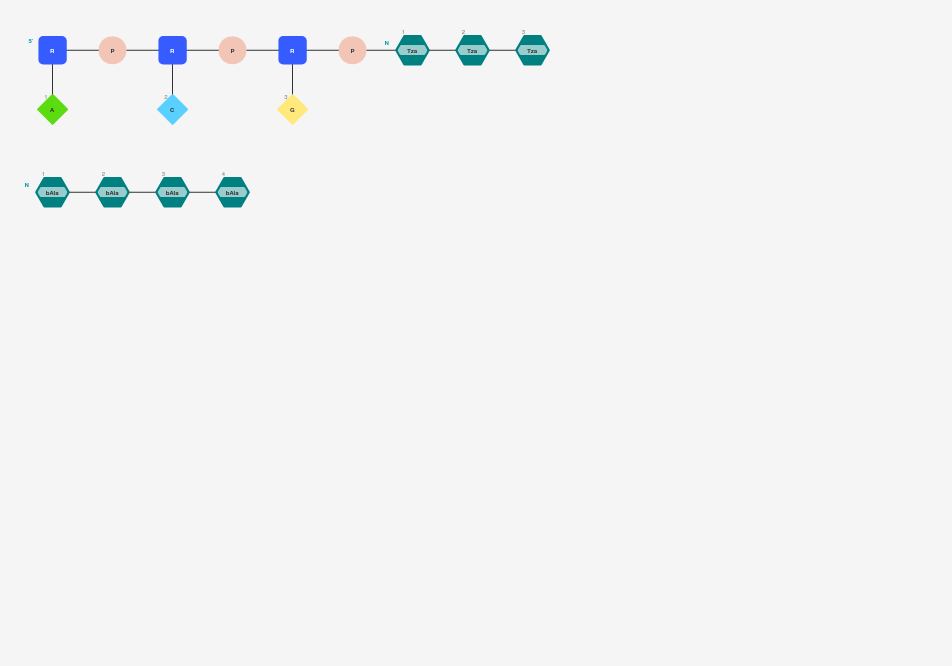 1 2 3
5' R P R P R P N Tza Tza Tza
1 2 3
A C G
1 2 3 4
N bAla bAla bAla bAla